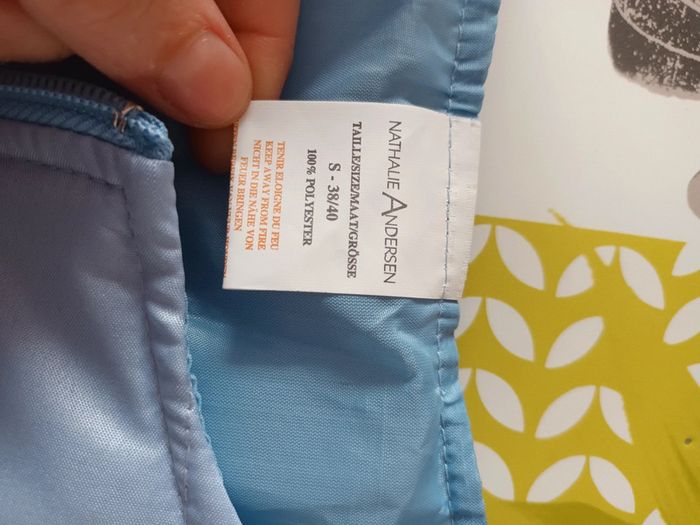 NATHALIE ANDERSEN
TAILLE/SIZE/MAAT/GRÖSSE
S - 38/40
100% POLYESTER
TENIR ELOIGNE DU FEU
KEEP AWAY FROM FIRE
NICHT IN DIE NÄHE VON
FEUER BRINGEN